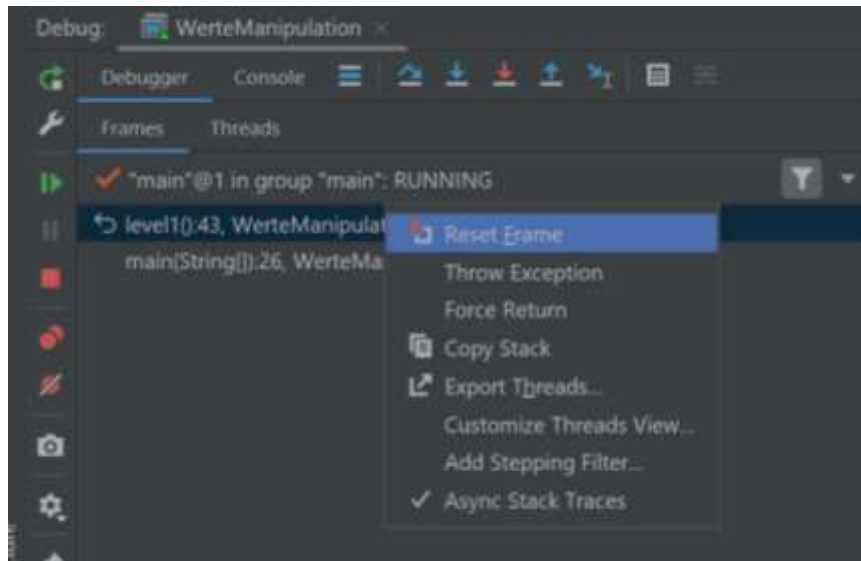 Debug: WerteManipulation
Debugger Console
Frames Threads
"main"@1 in group "main": RUNNING
level1():43, WerteManipulat
main(String[]):26, WerteMa
Reset Frame
Throw Exception
Force Return
Copy Stack
Export Threads...
Customize Threads View...
Add Stepping Filter...
Async Stack Traces